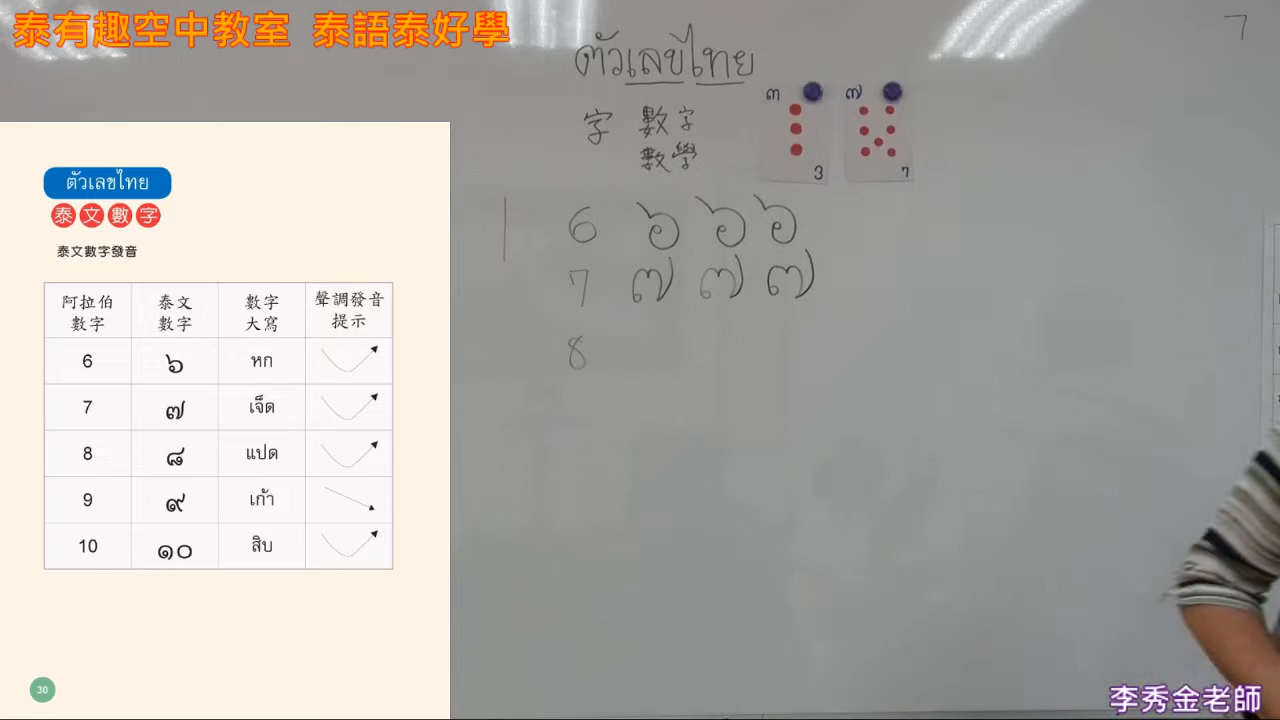 泰有趣空中教室 泰語泰好學
7
ตัวเลขไทย
字 數字
數學
๓
3
๗
7
6 ๖ ๖ ๖
7 ๗ ๗ ๗
8
ตัวเลขไทย
泰文數字
泰文數字發音
阿拉伯數字 泰文數字 數字大寫 聲調發音提示
6 ๖ หก
7 ๗ เจ็ด
8 ๘ แปด
9 ๙ เก้า
10 ๑๐ สิบ
30
李秀金老師